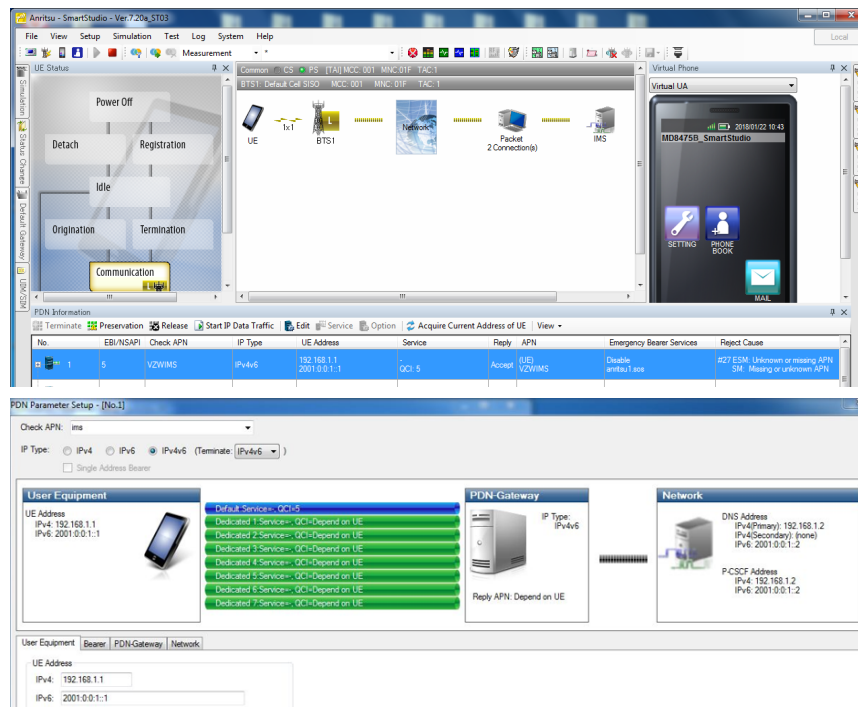 Anritsu - SmartStudio - Ver.7.20a_ST03
File View Setup Simulation Test Log System Help
Local
Measurement
UE Status
Common CS PS [TAI] MCC: 001 MNC:01F TAC:1
Virtual Phone
BTS1: Default Cell SISO MCC: 001 MNC: 01F TAC: 1
Virtual UA
Simulation
Status Change
Default Gateway
UIM/SIM
Power Off
Detach
Registration
Idle
Origination
Termination
Communication
UE
1x1
L
BTS1
Network
Packet
2 Connection(s)
IMS
2018/01/22 10:43
MD8475B_SmartStudio
SETTING
PHONE
BOOK
MAIL
PDN Information
Terminate Preservation Release Start IP Data Traffic Edit Service Option Acquire Current Address of UE View
No. EBI/NSAPI Check APN IP Type UE Address Service Reply APN Emergency Bearer Services Reject Cause
1 5 VZWIMS IPv4v6 192.168.1.1 - Accept (UE) Disable #27 ESM: Unknown or missing APN
2001:0:0:1::1 QCI: 5 VZWIMS anritsu1.sos SM: Missing or unknown APN
PDN Parameter Setup - [No.1]
Check APN: ims
IP Type: IPv4 IPv6 IPv4v6 (Teminate: IPv4v6 )
Single Address Bearer
User Equipment
UE Address
IPv4: 192.168.1.1
IPv6: 2001:0:0:1::1
Default:Service=-, QCI=5
Dedicated 1:Service=-, QCI=Depend on UE
Dedicated 2:Service=-, QCI=Depend on UE
Dedicated 3:Service=-, QCI=Depend on UE
Dedicated 4:Service=-, QCI=Depend on UE
Dedicated 5:Service=-, QCI=Depend on UE
Dedicated 6:Service=-, QCI=Depend on UE
Dedicated 7:Service=-, QCI=Depend on UE
PDN-Gateway
IP Type:
IPv4v6
Reply APN: Depend on UE
Network
DNS Address
IPv4(Primary): 192.168.1.2
IPv4(Secondary): (none)
IPv6: 2001:0:0:1::2
P-CSCF Address
IPv4: 192.168.1.2
IPv6: 2001:0:0:1::2
User Equipment Bearer PDN-Gateway Network
UE Address
IPv4: 192.168.1.1
IPv6: 2001:0:0:1::1